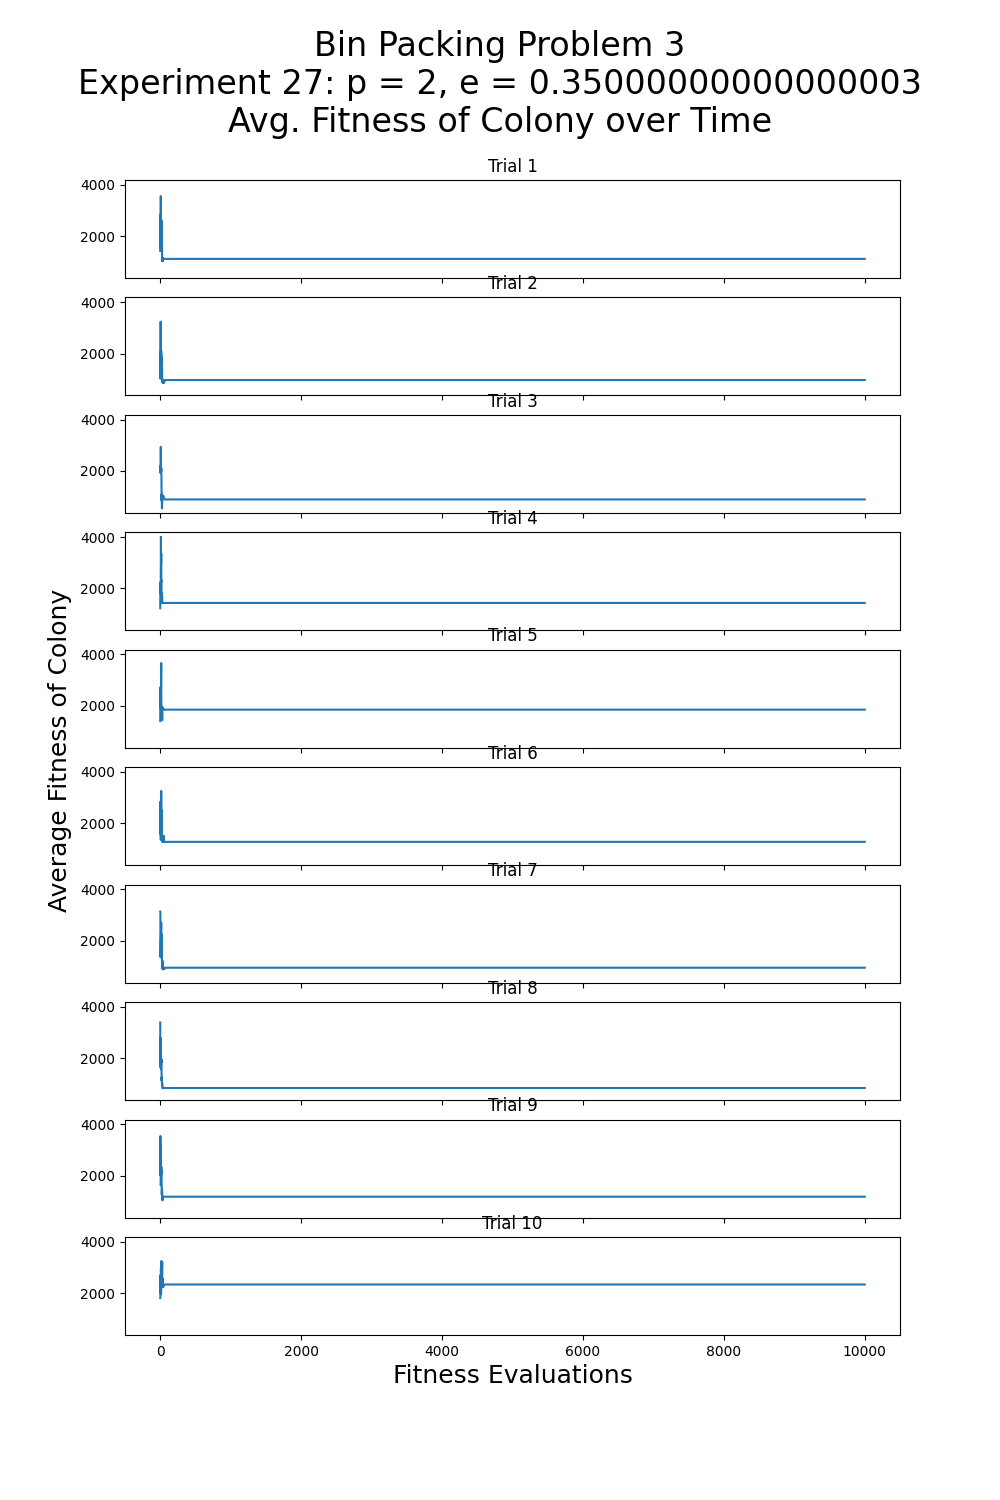 Bin Packing Problem 3
Experiment 27: p = 2, e = 0.35000000000000003
Avg. Fitness of Colony over Time
Trial 1
4000
2000
Trial 2
4000
2000
Trial 3
4000
2000
Trial 4
4000
2000
Trial 5
4000
2000
Trial 6
4000
2000
Trial 7
4000
2000
Trial 8
4000
2000
Trial 9
4000
2000
Trial 10
4000
2000
0 2000 4000 6000 8000 10000
Fitness Evaluations
Average Fitness of Colony